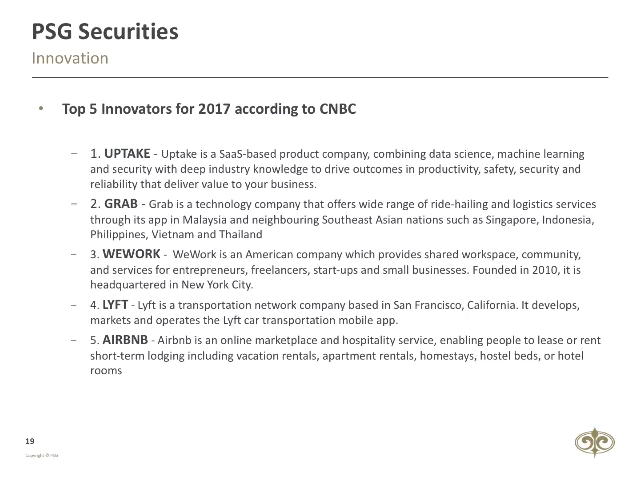 PSG Securities
Innovation
• Top 5 Innovators for 2017 according to CNBC
– 1. UPTAKE - Uptake is a SaaS-based product company, combining data science, machine learning
and security with deep industry knowledge to drive outcomes in productivity, safety, security and
reliability that deliver value to your business.
– 2. GRAB - Grab is a technology company that offers wide range of ride-hailing and logistics services
through its app in Malaysia and neighbouring Southeast Asian nations such as Singapore, Indonesia,
Philippines, Vietnam and Thailand
– 3. WEWORK - WeWork is an American company which provides shared workspace, community,
and services for entrepreneurs, freelancers, start-ups and small businesses. Founded in 2010, it is
headquartered in New York City.
– 4. LYFT - Lyft is a transportation network company based in San Francisco, California. It develops,
markets and operates the Lyft car transportation mobile app.
– 5. AIRBNB - Airbnb is an online marketplace and hospitality service, enabling people to lease or rent
short-term lodging including vacation rentals, apartment rentals, homestays, hostel beds, or hotel
rooms
19
Copyright ©